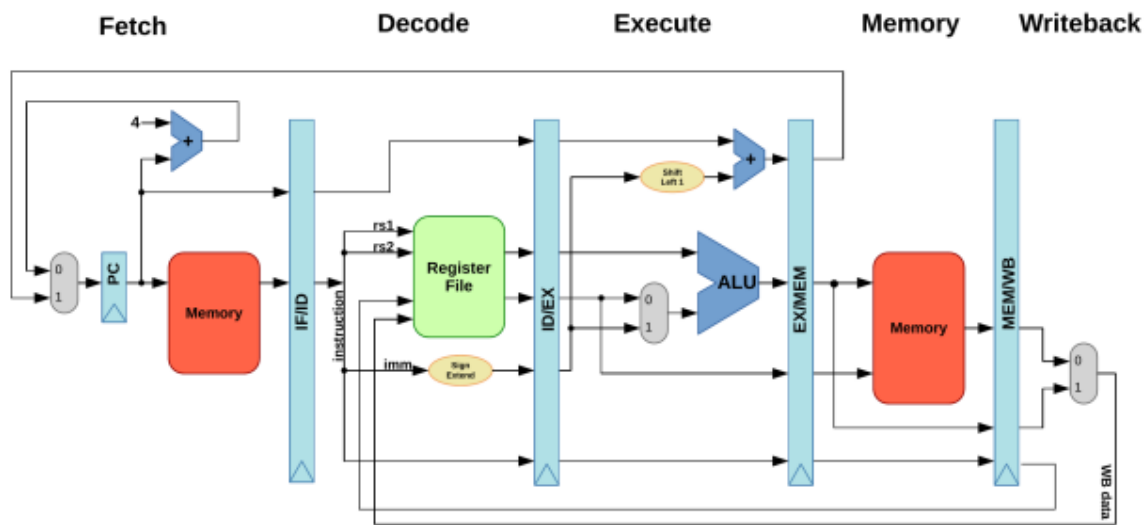 Fetch
Decode
Execute
Memory
Writeback
4
+
0
1
PC
Memory
IF/ID
instruction
rs1
rs2
Register
File
imm
Sign
Extend
ID/EX
Shift
Left 1
+
0
1
ALU
EX/MEM
Memory
MEM/WB
0
1
WB data